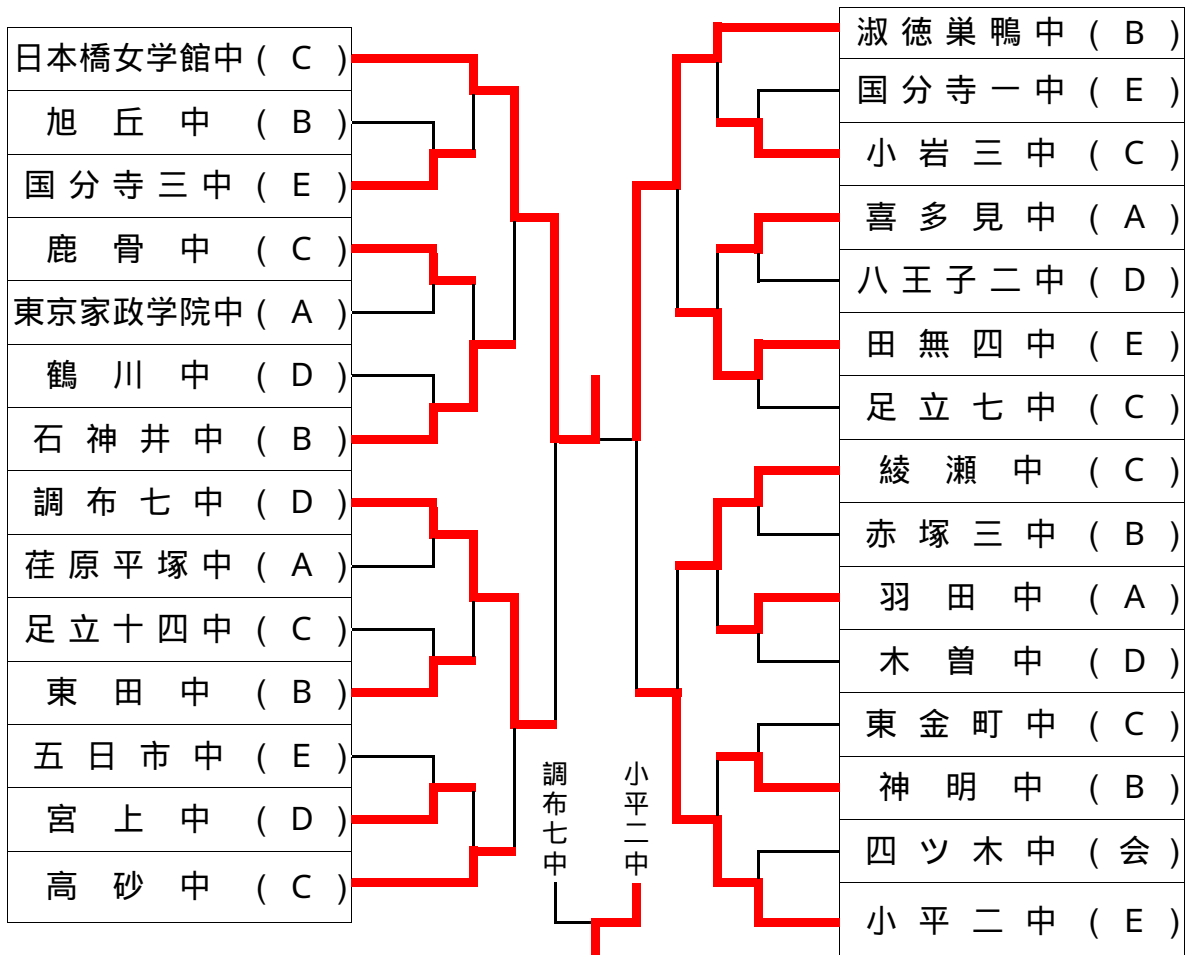 日本橋女学館中 ( C )
旭丘中 ( B )
国分寺三中 ( E )
鹿骨中 ( C )
東京家政学院中 ( A )
鶴川中 ( D )
石神井中 ( B )
調布七中 ( D )
荏原平塚中 ( A )
足立十四中 ( C )
東田中 ( B )
五日市中 ( E )
宮上中 ( D )
高砂中 ( C )
調布七中
小平二中
淑徳巣鴨中 ( B )
国分寺一中 ( E )
小岩三中 ( C )
喜多見中 ( A )
八王子二中 ( D )
田無四中 ( E )
足立七中 ( C )
綾瀬中 ( C )
赤塚三中 ( B )
羽田中 ( A )
木曽中 ( D )
東金町中 ( C )
神明中 ( B )
四ツ木中 ( 会 )
小平二中 ( E )